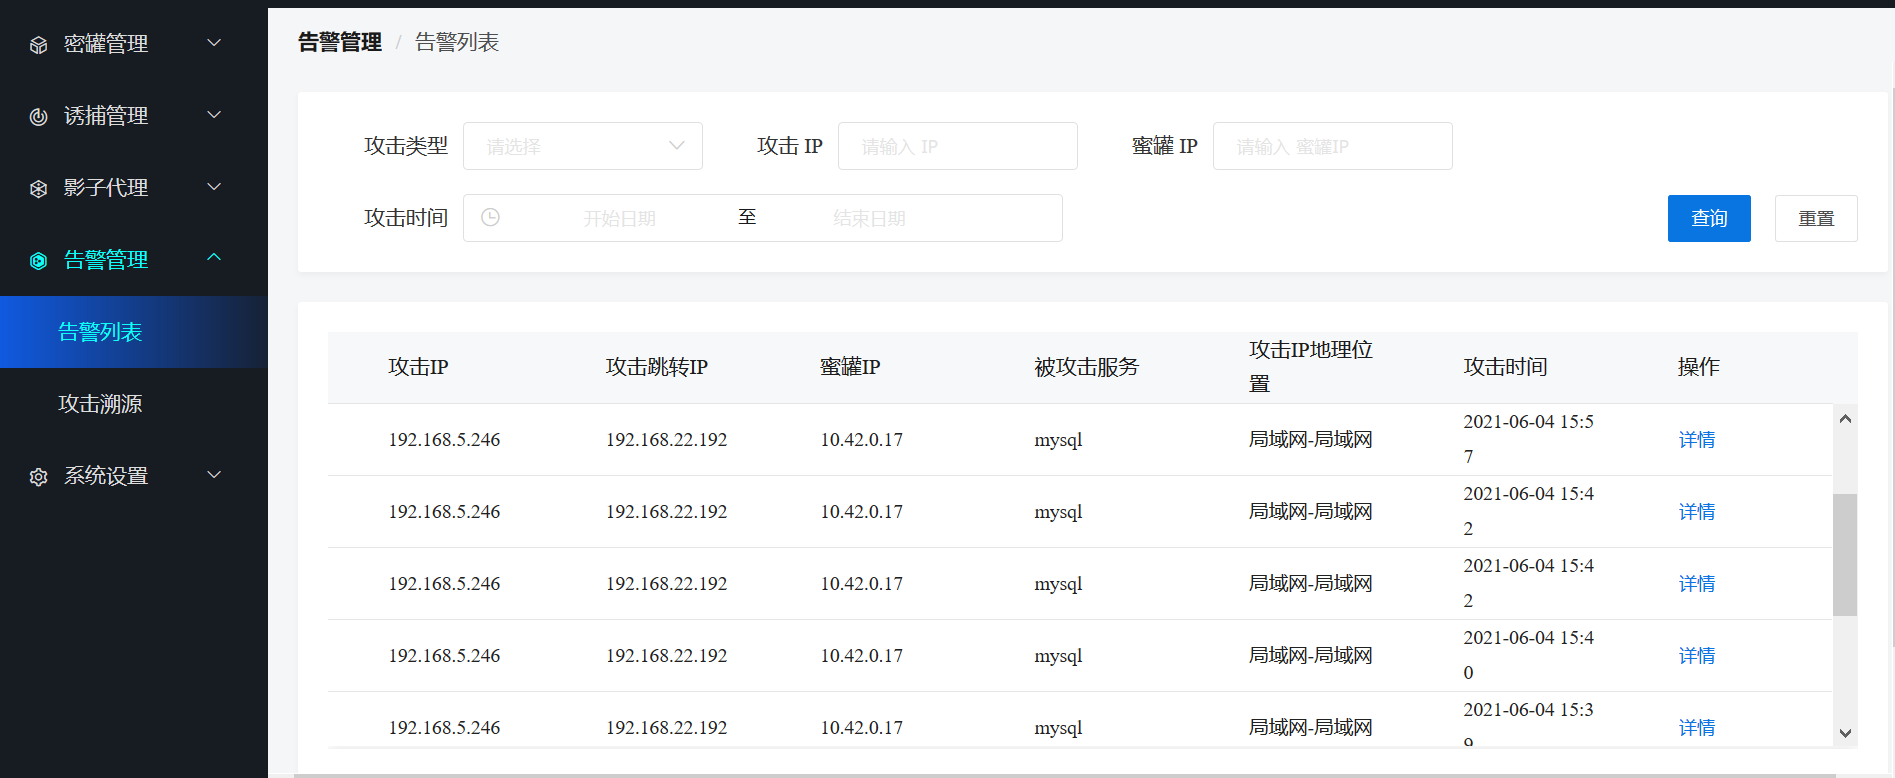 密罐管理
诱捕管理
影子代理
告警管理
告警列表
攻击溯源
系统设置
告警管理 / 告警列表
攻击类型 请选择 攻击 IP 请输入 IP 蜜罐 IP 请输入 蜜罐IP
攻击时间 开始日期 至 结束日期 查询 重置
攻击IP 攻击跳转IP 蜜罐IP 被攻击服务 攻击IP地理位 攻击时间 操作
置
192.168.5.246 192.168.22.192 10.42.0.17 mysql 局域网-局域网 2021-06-04 15:5 详情
7
192.168.5.246 192.168.22.192 10.42.0.17 mysql 局域网-局域网 2021-06-04 15:4 详情
2
192.168.5.246 192.168.22.192 10.42.0.17 mysql 局域网-局域网 2021-06-04 15:4 详情
2
192.168.5.246 192.168.22.192 10.42.0.17 mysql 局域网-局域网 2021-06-04 15:4 详情
0
192.168.5.246 192.168.22.192 10.42.0.17 mysql 局域网-局域网 2021-06-04 15:3 详情
9